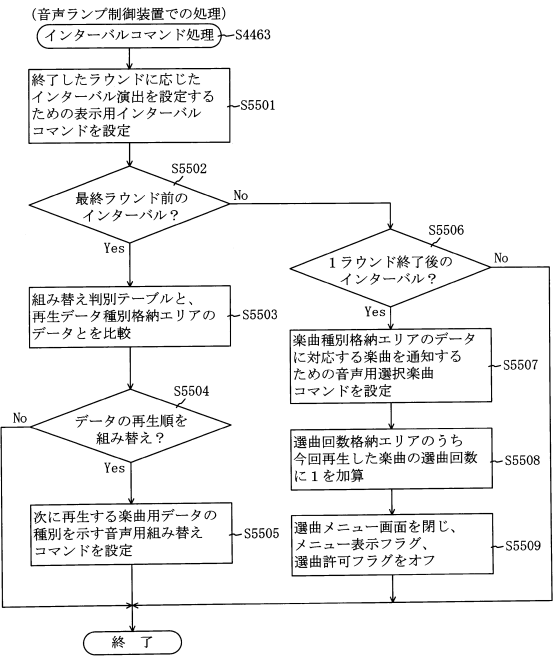 (音声ランプ制御装置での処理)
インターバルコマンド処理
S4463
終了したラウンドに応じた
インターバル演出を設定する
ための表示用インターバル
コマンドを設定
S5501
S5502
最終ラウンド前の
インターバル？
No
Yes
S5506
1ラウンド終了後の
インターバル？
No
Yes
組み替え判別テーブルと、
再生データ種別格納エリアの
データとを比較
S5503
楽曲種別格納エリアのデータ
に対応する楽曲を通知する
ための音声用選択楽曲
コマンドを設定
S5507
S5504
データの再生順を
組み替え？
No
Yes
選曲回数格納エリアのうち
今回再生した楽曲の選曲回数
に1を加算
S5508
次に再生する楽曲用データの
種別を示す音声用組み替え
コマンドを設定
S5505
選曲メニュー画面を閉じ、
メニュー表示フラグ、
選曲許可フラグをオフ
S5509
終 了